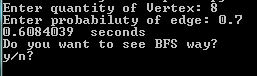 Enter quantity of Vertex: 8
Enter probabiluty of edge: 0.7
0.6084039  seconds
Do you want to see BFS way?
y/n?